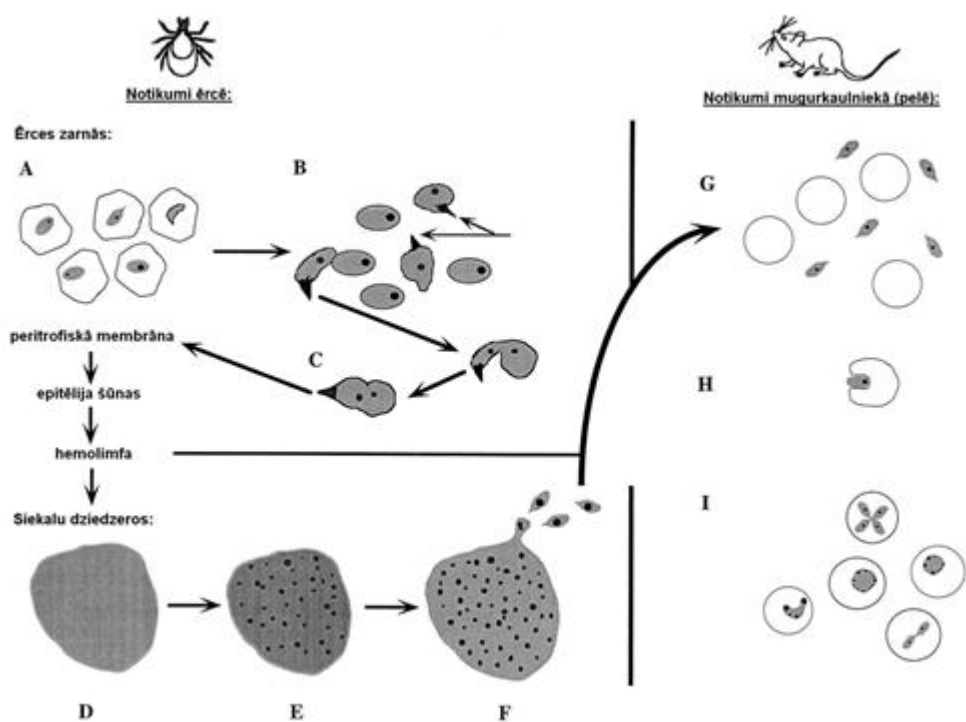 Notikumi ērcē:
Notikumi mugurkaulniekā (pelē):
Ērces zarnās:
A
B
G
peritrofiskā membrāna
C
epitēlija šūnas
H
hemolimfa
Siekalu dziedzeros:
I
D
E
F